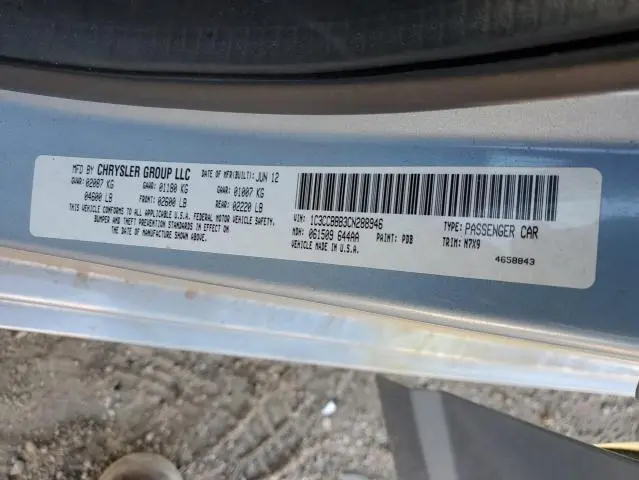 MFD BY CHRYSLER GROUP LLC DATE OF MFR(BUILT): JUN 12
GVWR: 02087 KG GAWR: 01180 KG GAWR: 01007 KG
04600 LB FRONT: 02600 LB REAR: 02220 LB
THIS VEHICLE CONFORMS TO ALL APPLICABLE FEDERAL MOTOR VEHICLE SAFETY,
BUMPER AND THEFT PREVENTION STANDARDS IN EFFECT ON
THE DATE OF MANUFACTURE SHOWN ABOVE.
VIN: 1C3CCBBB3CN288946 TYPE: PASSENGER CAR
MDH: 061509 644AA PAINT: PDB TRIM: M7X9
VEHICLE MADE IN U.S.A.
4658843